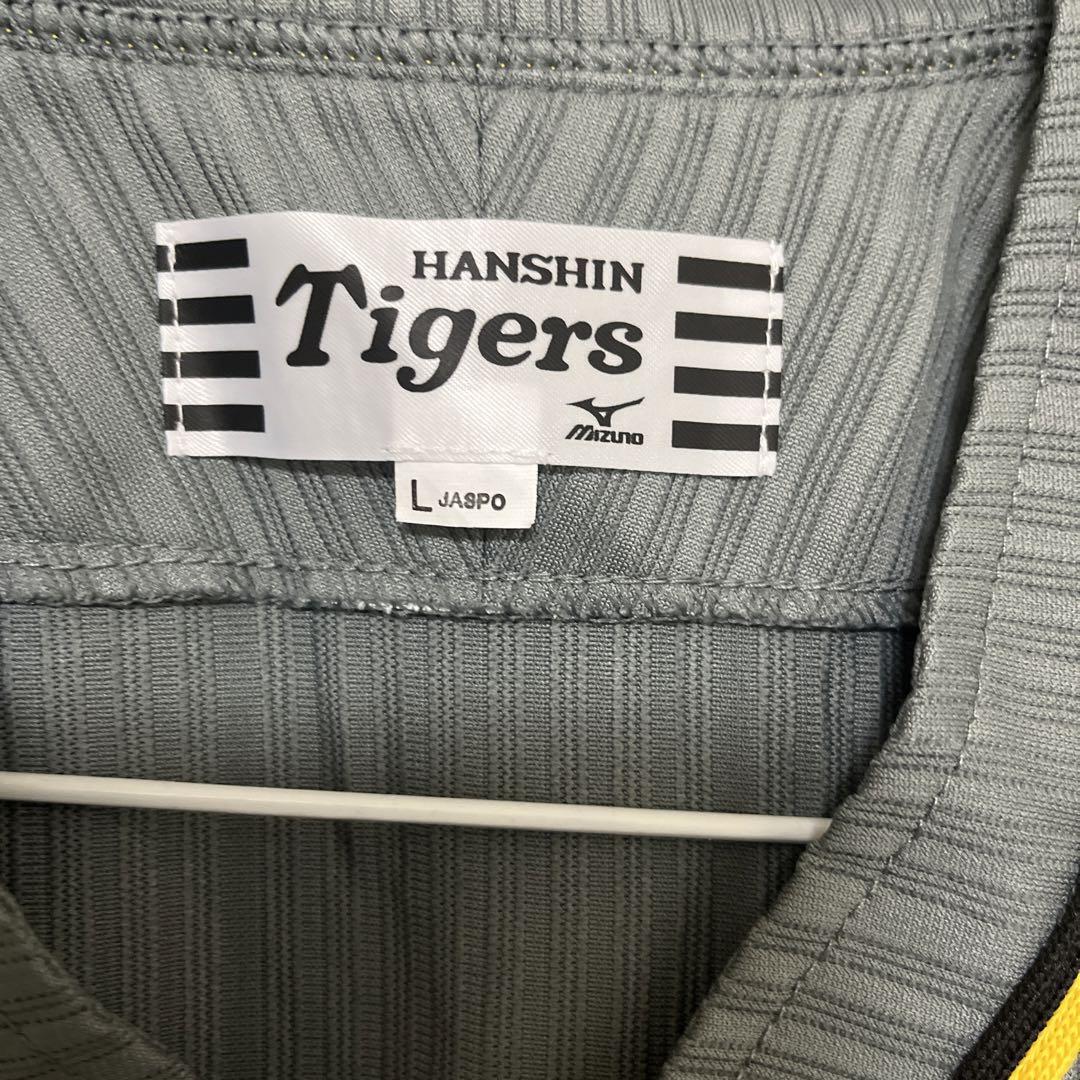 HANSHIN
Tigers
Mizuno
L JASPO